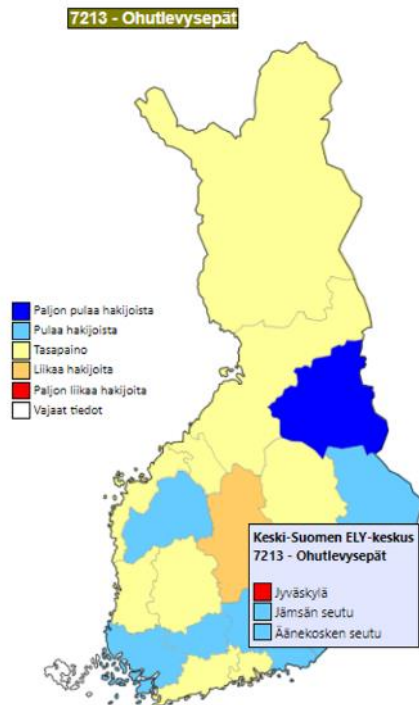 7213 - Ohutlevysepät
Paljon pulaa hakijoista
Pulaa hakijoista
Tasapaino
Liikaa hakijoita
Paljon liikaa hakijoita
Vajaat tiedot
Keski-Suomen ELY-keskus
7213 - Ohutlevysepät
Jyväskylä
Jämsän seutu
Äänekosken seutu